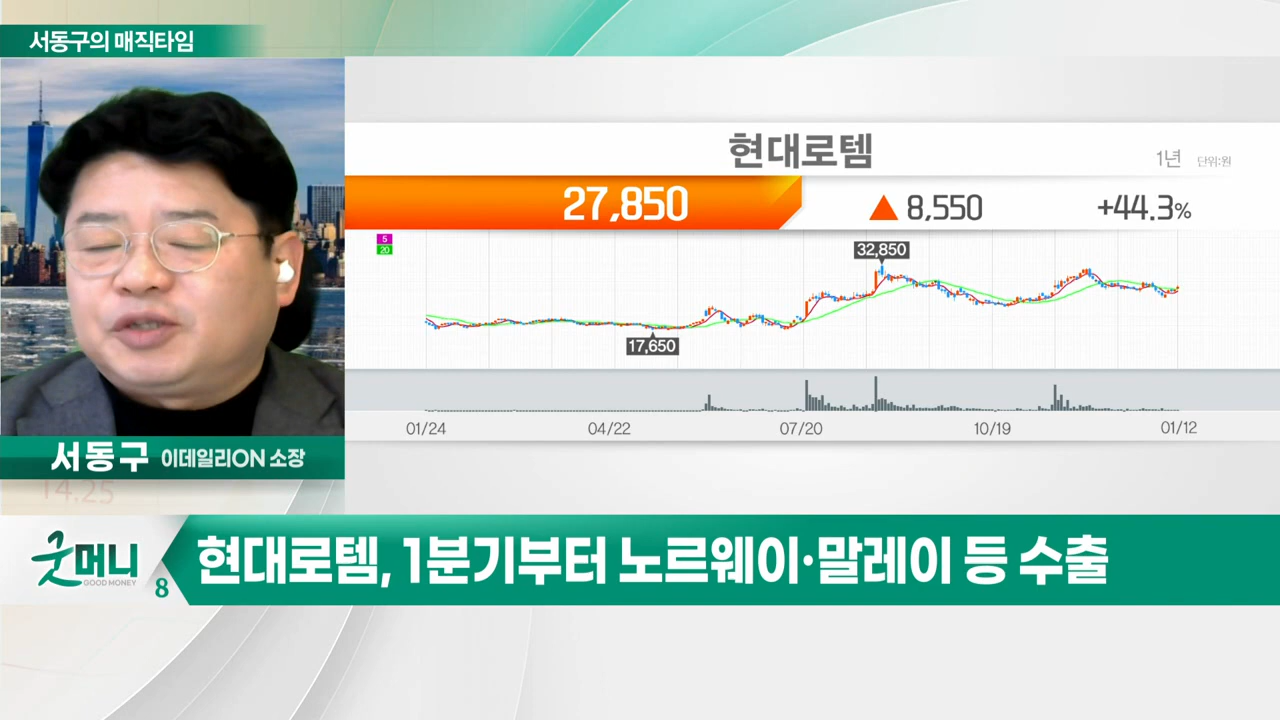 서동구의 매직타임
현대로템
1년 단위:원
27,850 ▲ 8,550 +44.3%
5
20
32,850
17,650
01/24 04/22 07/20 10/19 01/12
서동구 이데일리ON 소장
14.25
굿머니
GOOD MONEY
8
현대로템, 1분기부터 노르웨이·말레이 등 수출